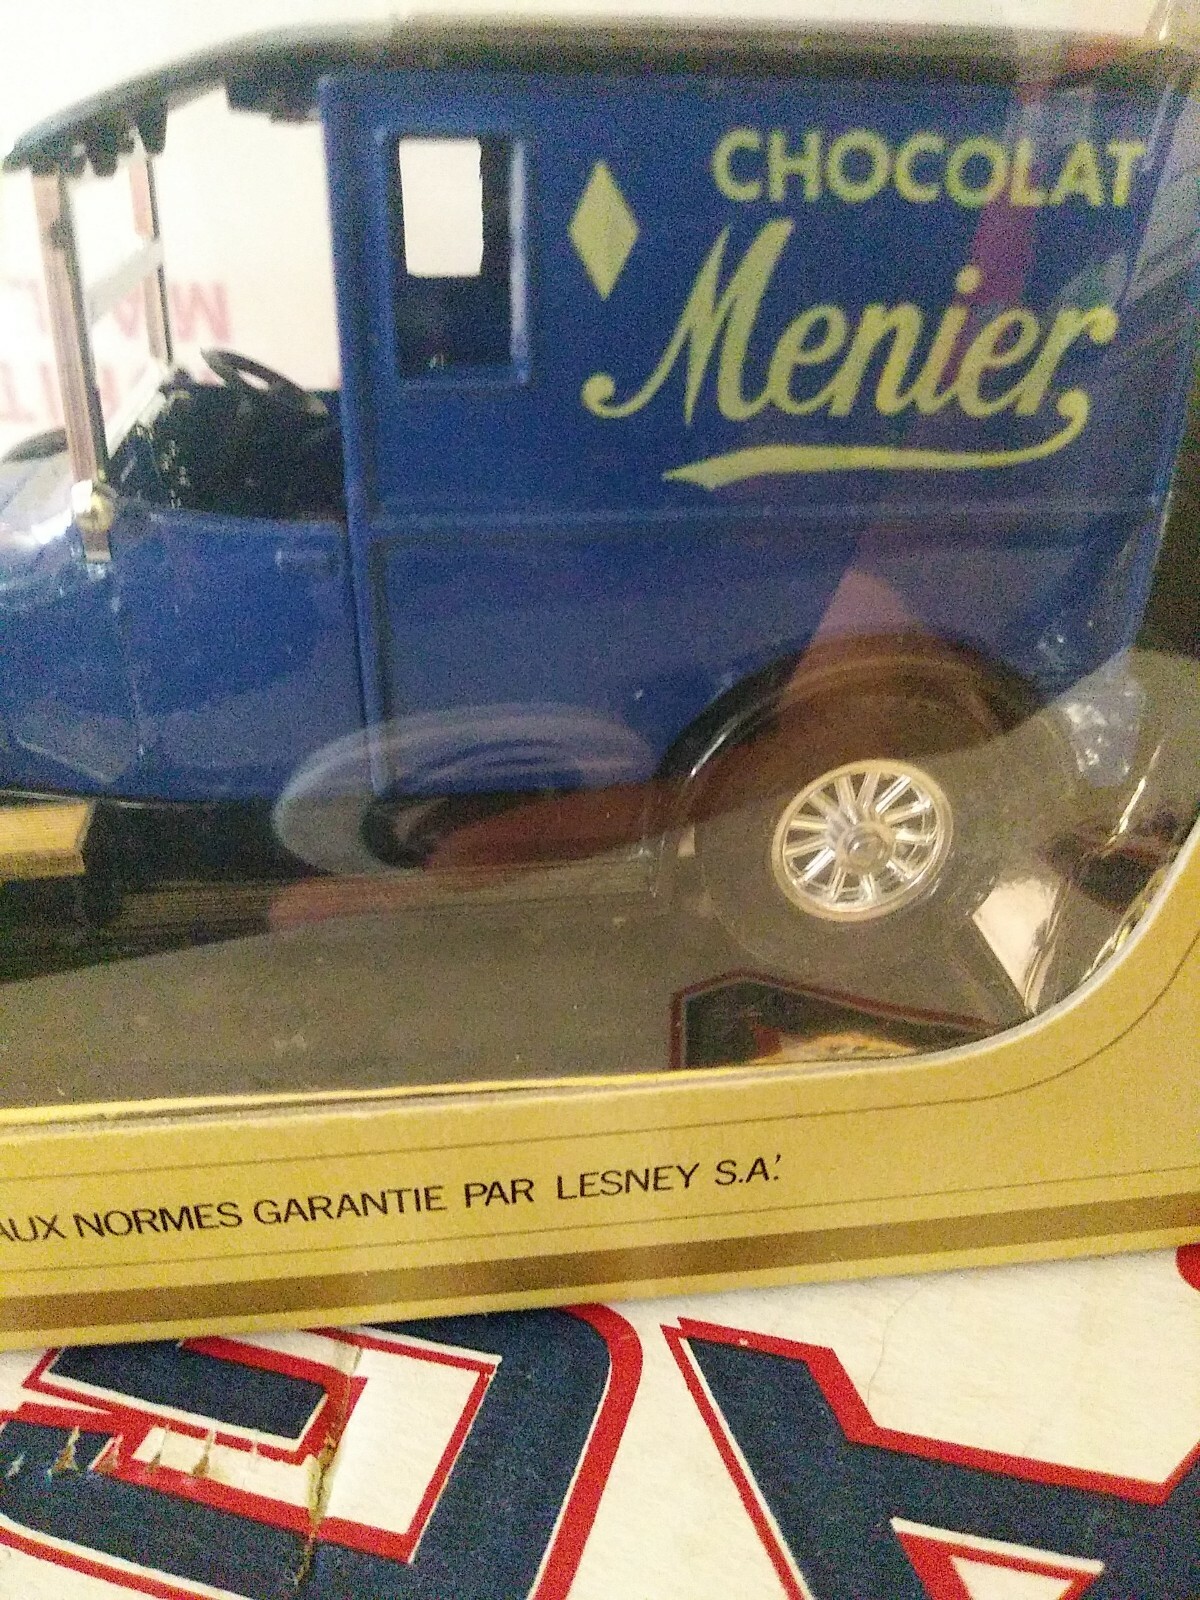 CHOCOLAT
Menier
AUX NORMES GARANTIE PAR LESNEY S.A.'